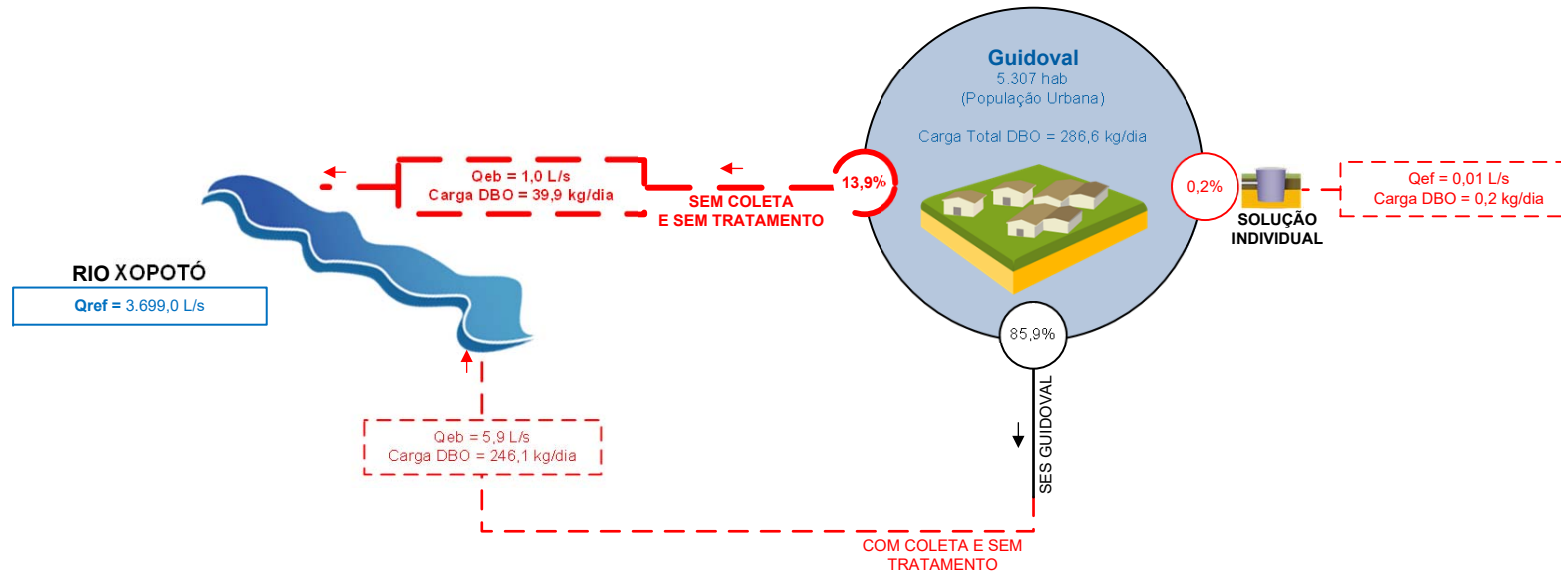 Guidoval
5.307 hab
(População Urbana)
Carga Total DBO = 286,6 kg/dia
Qeb = 1,0 L/s
Carga DBO = 39,9 kg/dia
13,9%
SEM COLETA
E SEM TRATAMENTO
0,2%
SOLUÇÃO
INDIVIDUAL
Qef = 0,01 L/s
Carga DBO = 0,2 kg/dia
RIO XOPOTÓ
Qref = 3.699,0 L/s
85,9%
SES GUIDOVAL
Qeb = 5,9 L/s
Carga DBO = 246,1 kg/dia
COM COLETA E SEM
TRATAMENTO